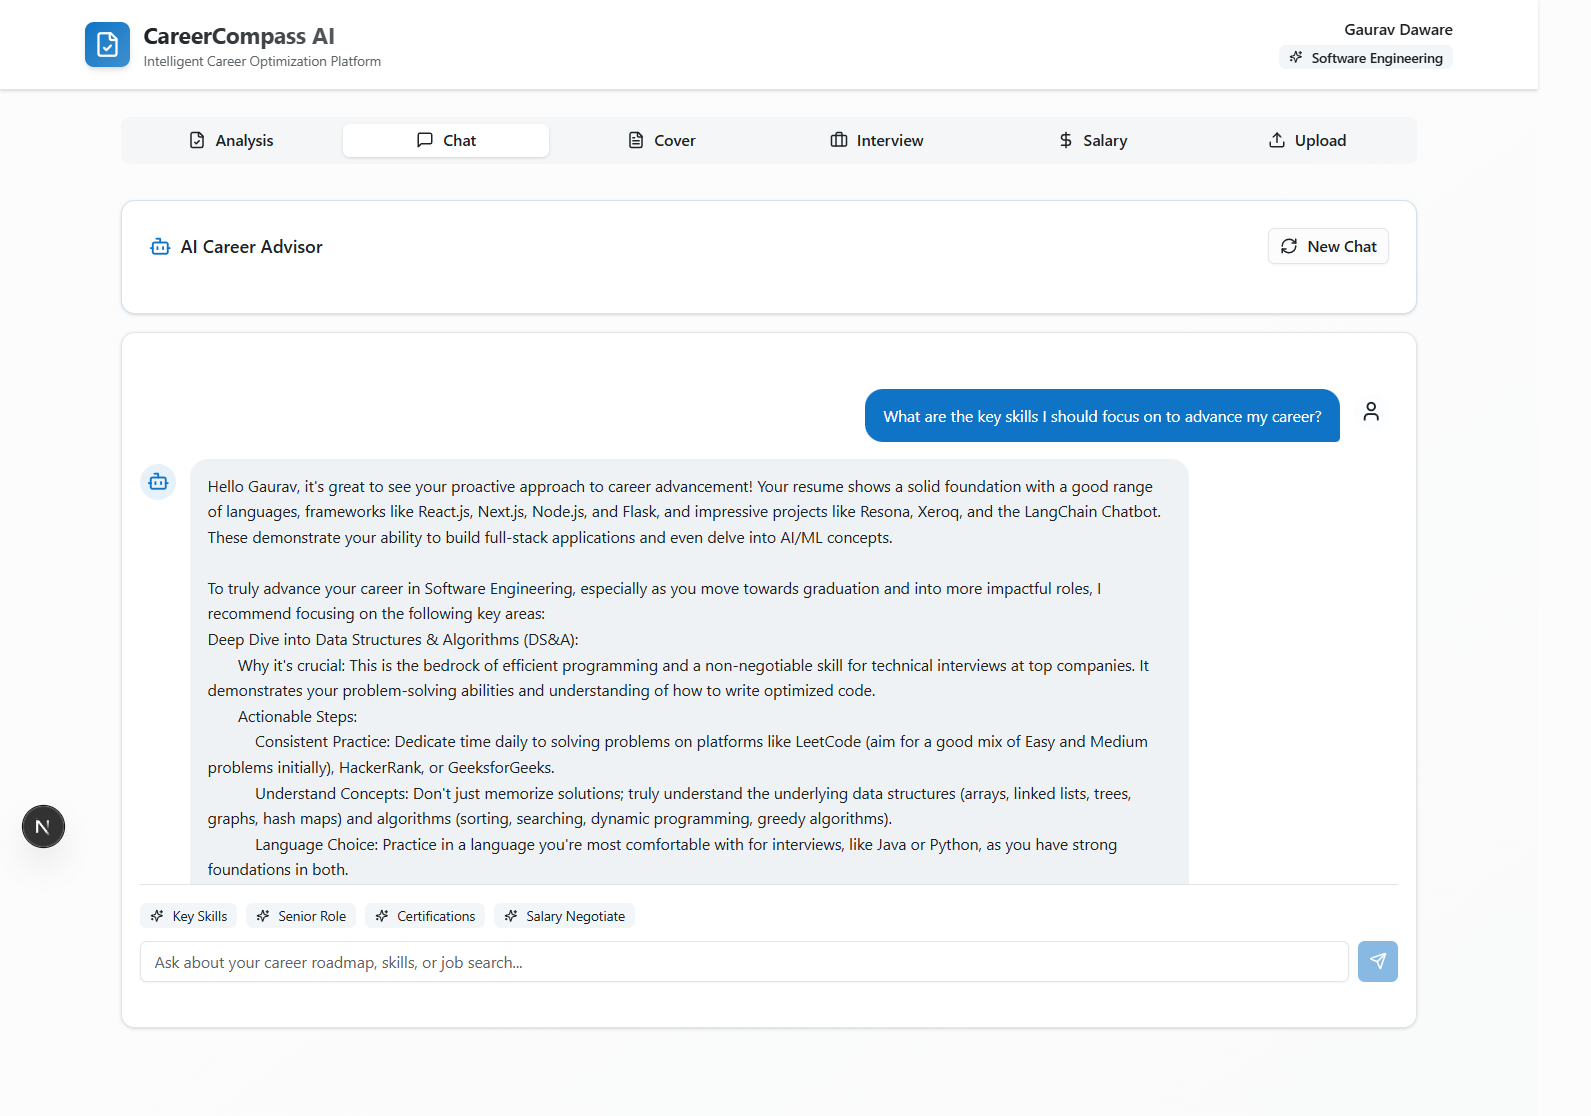 CareerCompass AI
Intelligent Career Optimization Platform
Gaurav Daware
Software Engineering
Analysis
Chat
Cover
Interview
Salary
Upload
AI Career Advisor
New Chat
What are the key skills I should focus on to advance my career?
Hello Gaurav, it's great to see your proactive approach to career advancement! Your resume shows a solid foundation with a good range
of languages, frameworks like React.js, Next.js, Node.js, and Flask, and impressive projects like Resona, Xeroq, and the LangChain Chatbot.
These demonstrate your ability to build full-stack applications and even delve into AI/ML concepts.
To truly advance your career in Software Engineering, especially as you move towards graduation and into more impactful roles, I
recommend focusing on the following key areas:
Deep Dive into Data Structures & Algorithms (DS&A):
Why it's crucial: This is the bedrock of efficient programming and a non-negotiable skill for technical interviews at top companies. It
demonstrates your problem-solving abilities and understanding of how to write optimized code.
Actionable Steps:
Consistent Practice: Dedicate time daily to solving problems on platforms like LeetCode (aim for a good mix of Easy and Medium
problems initially), HackerRank, or GeeksforGeeks.
Understand Concepts: Don't just memorize solutions; truly understand the underlying data structures (arrays, linked lists, trees,
graphs, hash maps) and algorithms (sorting, searching, dynamic programming, greedy algorithms).
Language Choice: Practice in a language you're most comfortable with for interviews, like Java or Python, as you have strong
foundations in both.
N
Key Skills
Senior Role
Certifications
Salary Negotiate
Ask about your career roadmap, skills, or job search...